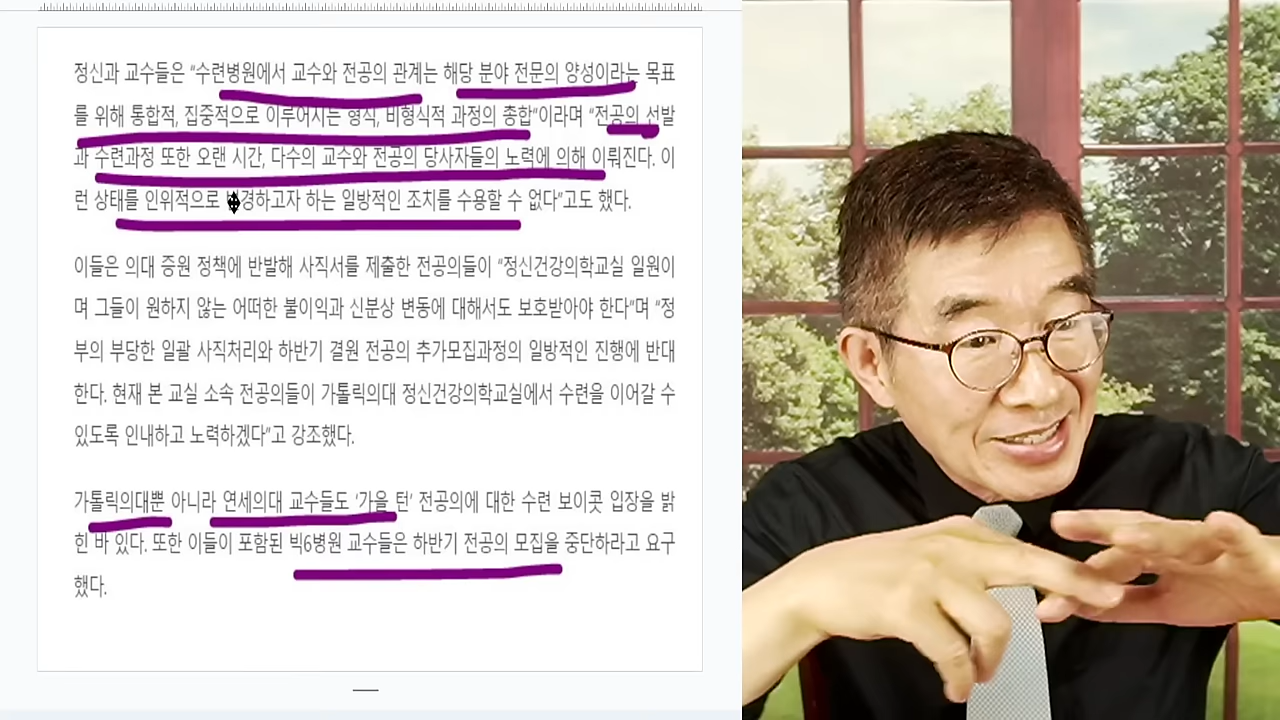 정신과 교수들은 “수련병원에서 교수와 전공의 관계는 해당 분야 전문의 양성이라는 목표
를 위해 통합적, 집중적으로 이루어지는 형식, 비형식적 과정의 총합”이라며 “전공의 선발
과 수련과정 또한 오랜 시간, 다수의 교수와 전공의 당사자들의 노력에 의해 이뤄진다. 이
런 상태를 인위적으로 변경하고자 하는 일방적인 조치를 수용할 수 없다”고도 했다.
이들은 의대 증원 정책에 반발해 사직서를 제출한 전공의들이 “정신건강의학교실 일원이
며 그들이 원하지 않는 어떠한 불이익과 신분상 변동에 대해서도 보호받아야 한다”며 “정
부의 부당한 일괄 사직처리와 하반기 결원 전공의 추가모집과정의 일방적인 진행에 반대
한다. 현재 본 교실 소속 전공의들이 가톨릭의대 정신건강의학교실에서 수련을 이어갈 수
있도록 인내하고 노력하겠다”고 강조했다.
가톨릭의대뿐 아니라 연세의대 교수들도 ‘가을 턴’ 전공의에 대한 수련 보이콧 입장을 밝
힌 바 있다. 또한 이들이 포함된 빅6병원 교수들은 하반기 전공의 모집을 중단하라고 요구
했다.